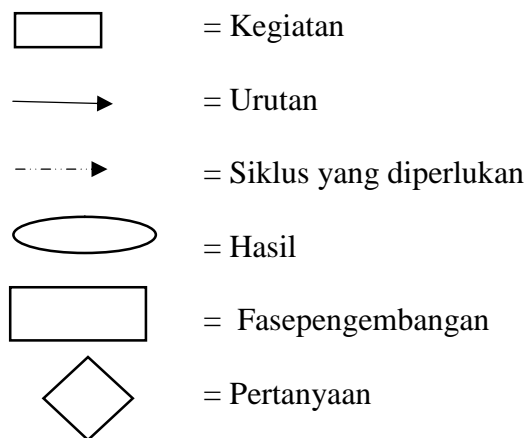 = Kegiatan
= Urutan
= Siklus yang diperlukan
= Hasil
= Fasepengembangan
= Pertanyaan